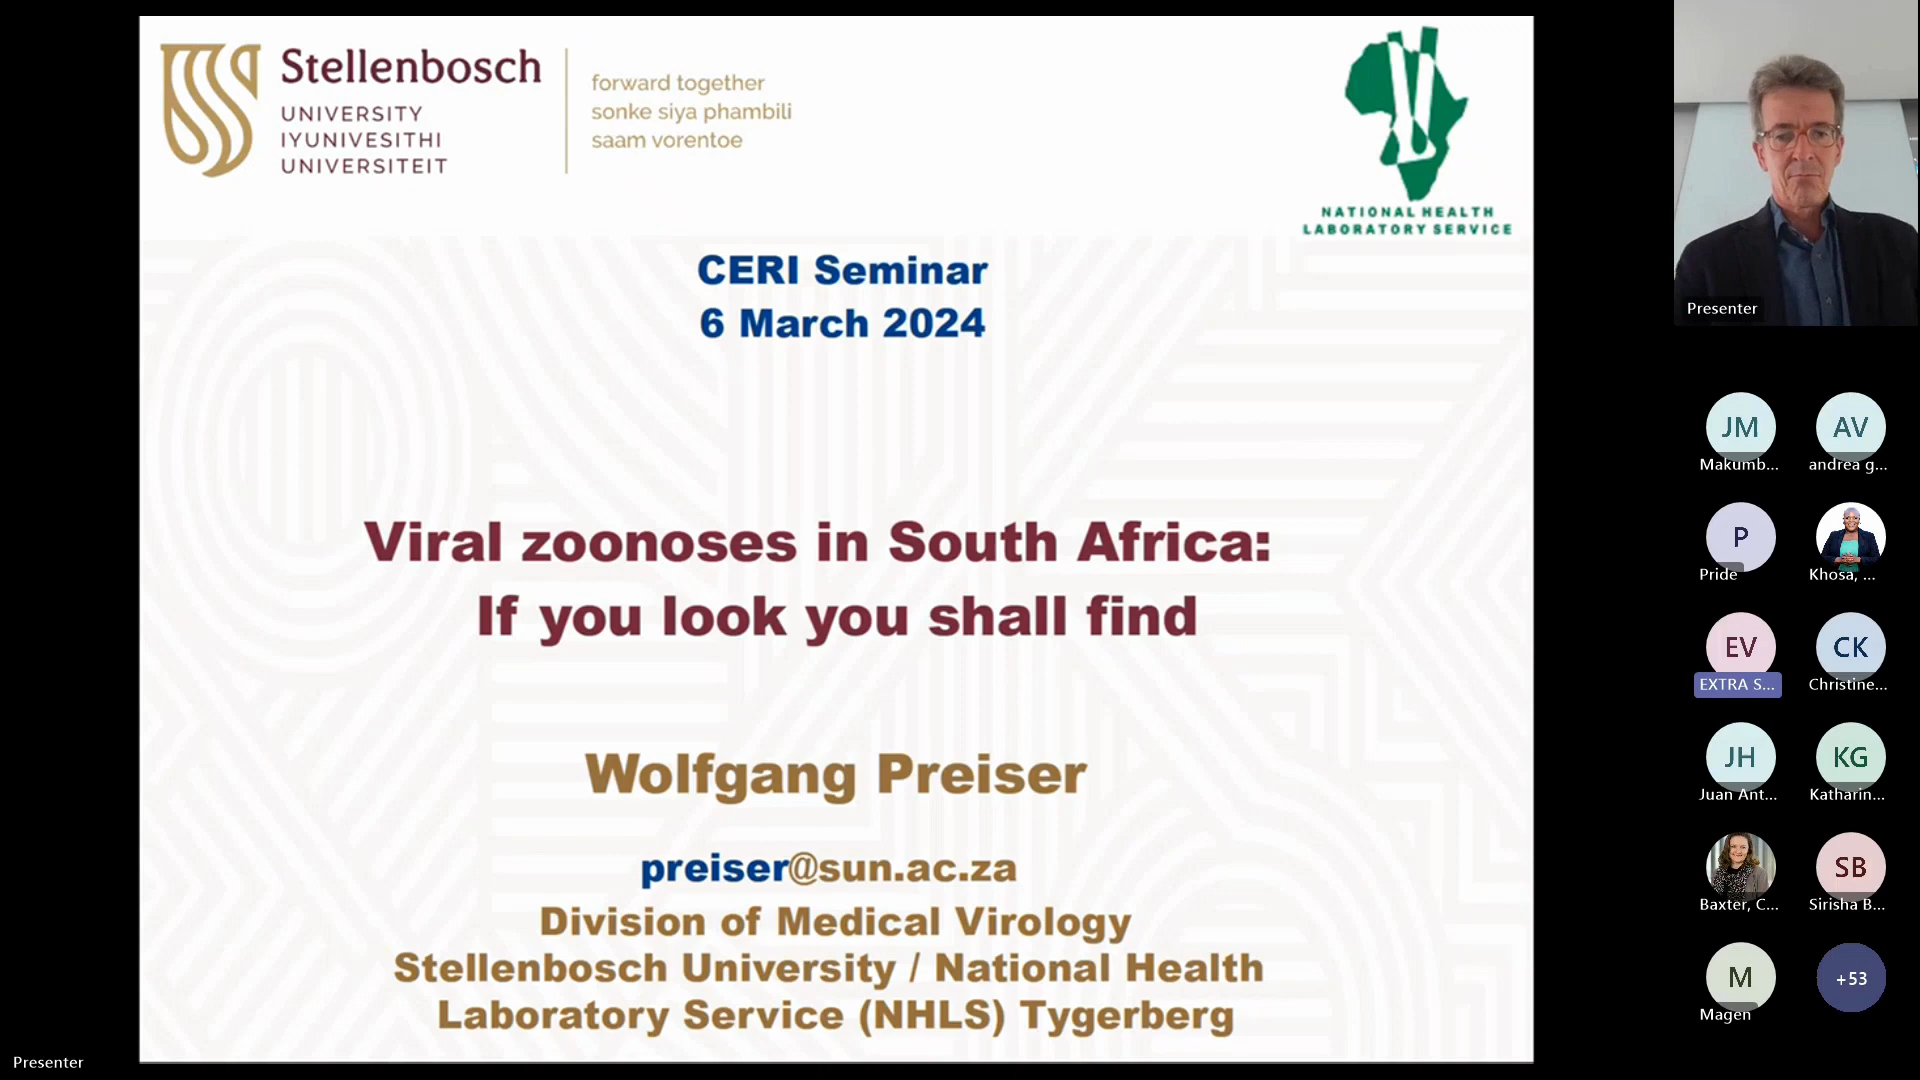 Stellenbosch
UNIVERSITY
IYUNIVESITHI
UNIVERSITEIT
forward together
sonke siya phambili
saam vorentoe
NATIONAL HEALTH
LABORATORY SERVICE
CERI Seminar
6 March 2024
Viral zoonoses in South Africa:
If you look you shall find
Wolfgang Preiser
preiser@sun.ac.za
Division of Medical Virology
Stellenbosch University / National Health
Laboratory Service (NHLS) Tygerberg
Presenter
Presenter
JM
Makumb...
AV
andrea g...
P
Pride
Khosa, ...
EV
EXTRA S...
CK
Christine...
JH
Juan Ant...
KG
Katharin...
Baxter, C...
SB
Sirisha B...
M
Magen
+53